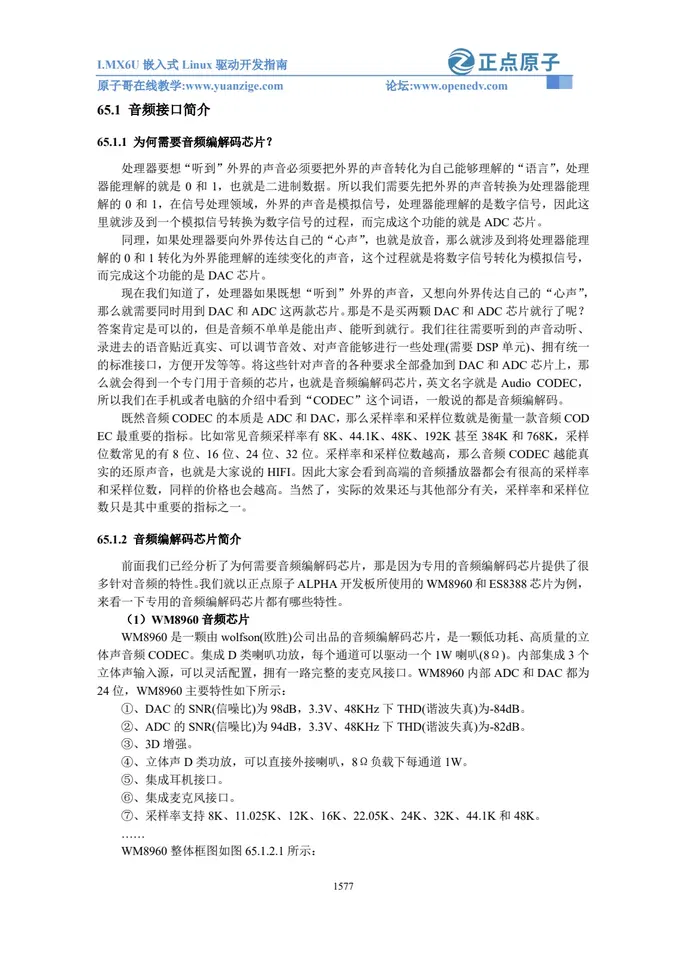 I.MX6U 嵌入式 Linux 驱动开发指南
正点原子
原子哥在线教学:www.yuanzige.com
论坛:www.openedv.com
65.1 音频接口简介
65.1.1 为何需要音频编解码芯片？
处理器要想“听到”外界的声音必须要把外界的声音转化为自己能够理解的“语言”，处理
器能理解的就是 0 和 1，也就是二进制数据。所以我们需要先把外界的声音转换为处理器能理
解的 0 和 1，在信号处理领域，外界的声音是模拟信号，处理器能理解的是数字信号，因此这
里就涉及到一个模拟信号转换为数字信号的过程，而完成这个功能的就是 ADC 芯片。
同理，如果处理器要向外界传达自己的“心声”，也就是放音，那么就涉及到将处理器能理
解的 0 和 1 转化为外界能理解的连续变化的声音，这个过程就是将数字信号转化为模拟信号，
而完成这个功能的是 DAC 芯片。
现在我们知道了，处理器如果既想“听到”外界的声音，又想向外界传达自己的“心声”，
那么就需要同时用到 DAC 和 ADC 这两款芯片。那是不是买两颗 DAC 和 ADC 芯片就行了呢？
答案肯定是可以的，但是音频不单单是能出声、能听到就行。我们往往需要听到的声音动听、
录进去的语音贴近真实、可以调节音效、对声音能够进行一些处理(需要 DSP 单元)、拥有统一
的标准接口，方便开发等等。将这些针对声音的各种要求全部叠加到 DAC 和 ADC 芯片上，那
么就会得到一个专门用于音频的芯片，也就是音频编解码芯片，英文名字就是 Audio CODEC，
所以我们在手机或者电脑的介绍中看到“CODEC”这个词语，一般说的都是音频编解码。
既然音频 CODEC 的本质是 ADC 和 DAC，那么采样率和采样位数就是衡量一款音频 COD
EC 最重要的指标。比如常见音频采样率有 8K、44.1K、48K、192K 甚至 384K 和 768K，采样
位数常见的有 8 位、16 位、24 位、32 位。采样率和采样位数越高，那么音频 CODEC 越能真
实的还原声音，也就是大家说的 HIFI。因此大家会看到高端的音频播放器都会有很高的采样率
和采样位数，同样的价格也会越高。当然了，实际的效果还与其他部分有关，采样率和采样位
数只是其中重要的指标之一。
65.1.2 音频编解码芯片简介
前面我们已经分析了为何需要音频编解码芯片，那是因为专用的音频编解码芯片提供了很
多针对音频的特性。我们就以正点原子 ALPHA 开发板所使用的 WM8960 和 ES8388 芯片为例，
来看一下专用的音频编解码芯片都有哪些特性。
（1）WM8960 音频芯片
WM8960 是一颗由 wolfson(欧胜)公司出品的音频编解码芯片，是一颗低功耗、高质量的立
体声音频 CODEC。集成 D 类喇叭功放，每个通道可以驱动一个 1W 喇叭(8Ω)。内部集成 3 个
立体声输入源，可以灵活配置，拥有一路完整的麦克风接口。WM8960 内部 ADC 和 DAC 都为
24 位，WM8960 主要特性如下所示：
①、DAC 的 SNR(信噪比)为 98dB，3.3V、48KHz 下 THD(谐波失真)为-84dB。
②、ADC 的 SNR(信噪比)为 94dB，3.3V、48KHz 下 THD(谐波失真)为-82dB。
③、3D 增强。
④、立体声 D 类功放，可以直接外接喇叭，8Ω负载下每通道 1W。
⑤、集成耳机接口。
⑥、集成麦克风接口。
⑦、采样率支持 8K、11.025K、12K、16K、22.05K、24K、32K、44.1K 和 48K。
……
WM8960 整体框图如图 65.1.2.1 所示：
1577